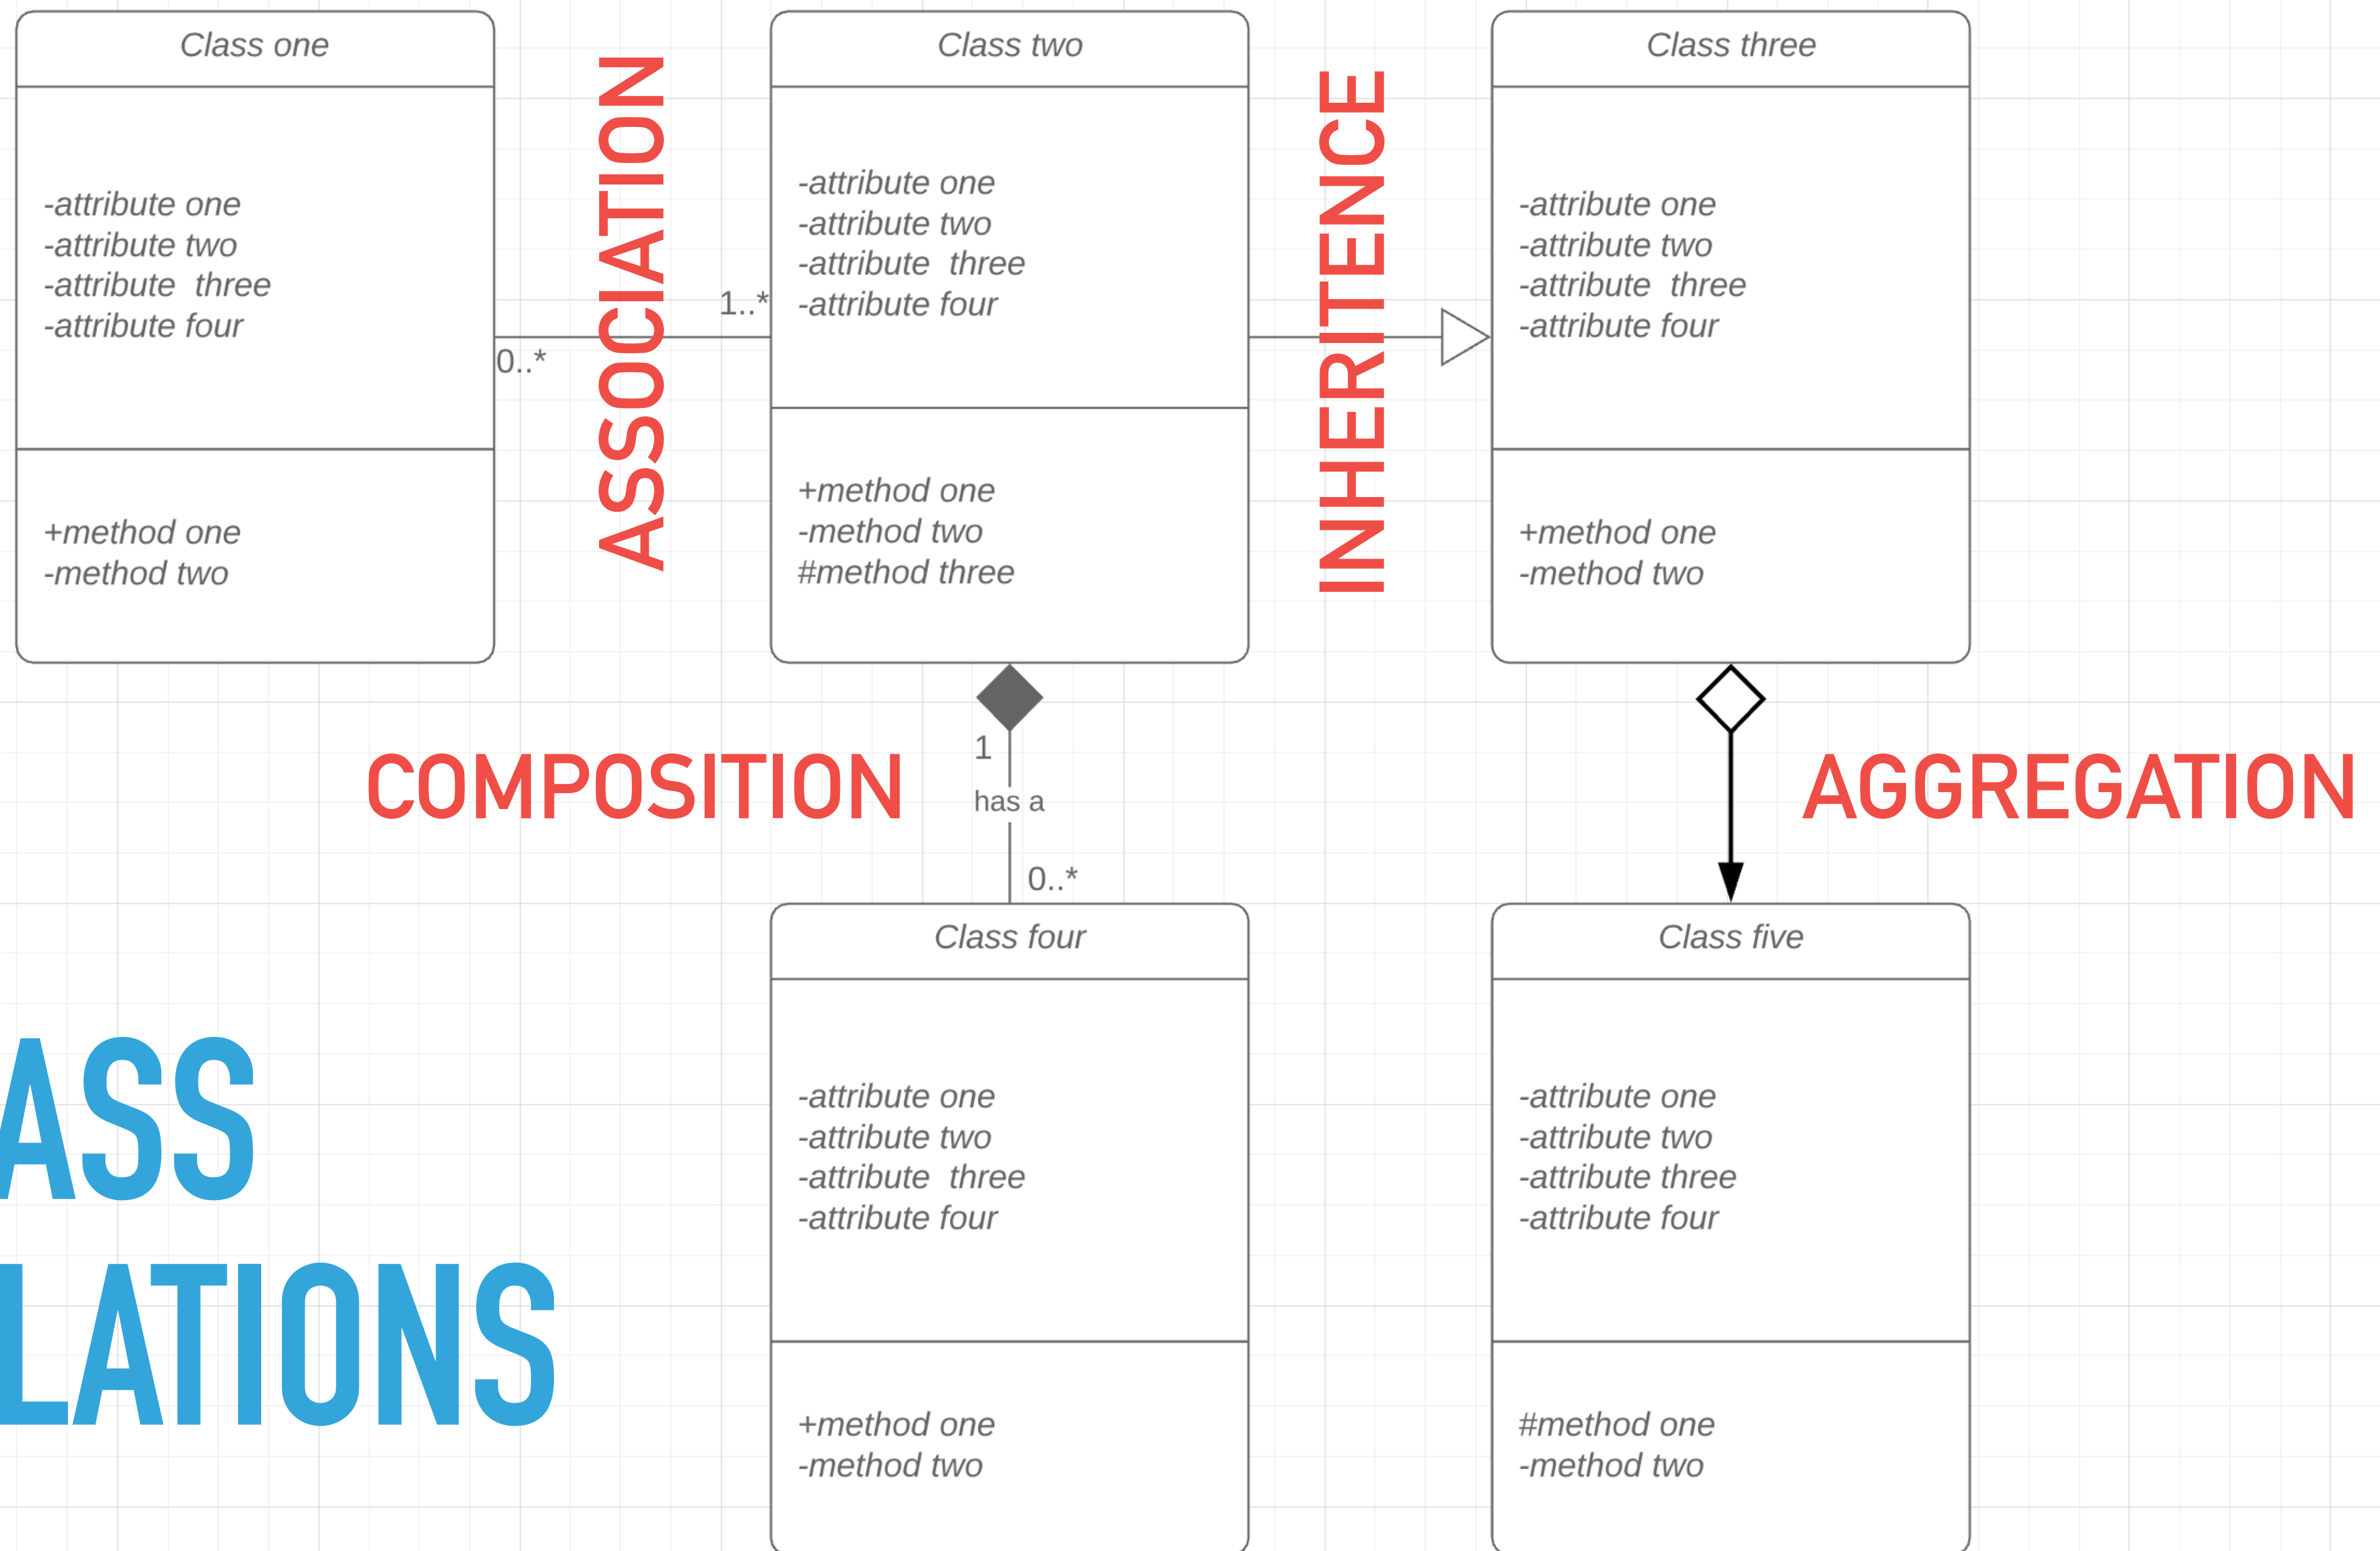 Class one
-attribute one
-attribute two
-attribute  three
-attribute four
+method one
-method two
ASSOCIATION
0..*
1..*
Class two
-attribute one
-attribute two
-attribute  three
-attribute four
+method one
-method two
#method three
INHERITENCE
Class three
-attribute one
-attribute two
-attribute  three
-attribute four
+method one
-method two
COMPOSITION
1
has a
0..*
AGGREGATION
Class four
-attribute one
-attribute two
-attribute  three
-attribute four
+method one
-method two
Class five
-attribute one
-attribute two
-attribute three
-attribute four
#method one
-method two
ASS
LATIONS